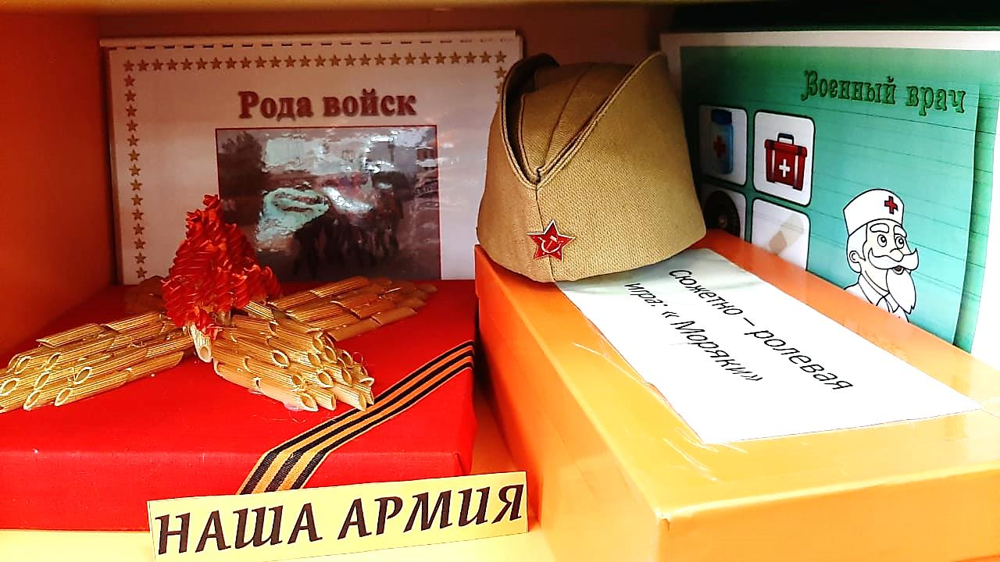 Рода войск
Военный врач
Сюжетно – ролевая
игра: « Моряки»
НАША АРМИЯ